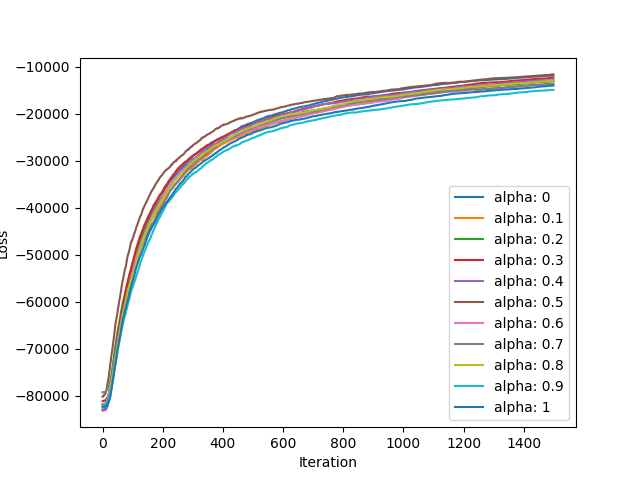 −10000
−20000
−30000
−40000
−50000
−60000
−70000
−80000
Loss
0 200 400 600 800 1000 1200 1400
Iteration
alpha: 0
alpha: 0.1
alpha: 0.2
alpha: 0.3
alpha: 0.4
alpha: 0.5
alpha: 0.6
alpha: 0.7
alpha: 0.8
alpha: 0.9
alpha: 1